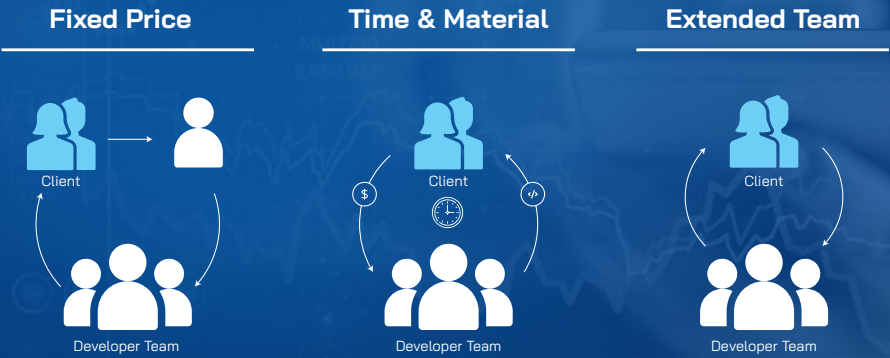 Fixed Price
Time & Material
Extended Team
Client
Client
Client
$
</>
Developer Team
Developer Team
Developer Team